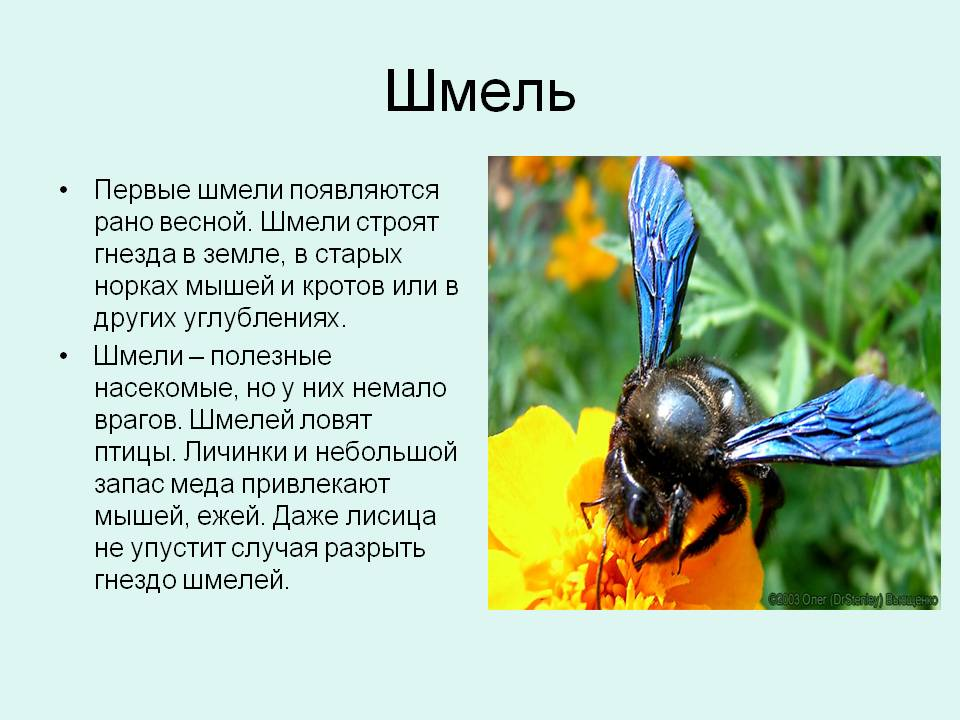 Шмель
• Первые шмели появляются
рано весной. Шмели строят
гнезда в земле, в старых
норках мышей и кротов или в
других углублениях.
• Шмели – полезные
насекомые, но у них немало
врагов. Шмелей ловят
птицы. Личинки и небольшой
запас меда привлекают
мышей, ежей. Даже лисица
не упустит случая разрыть
гнездо шмелей.
©2003 Олег (DrStenley) Вьющенко